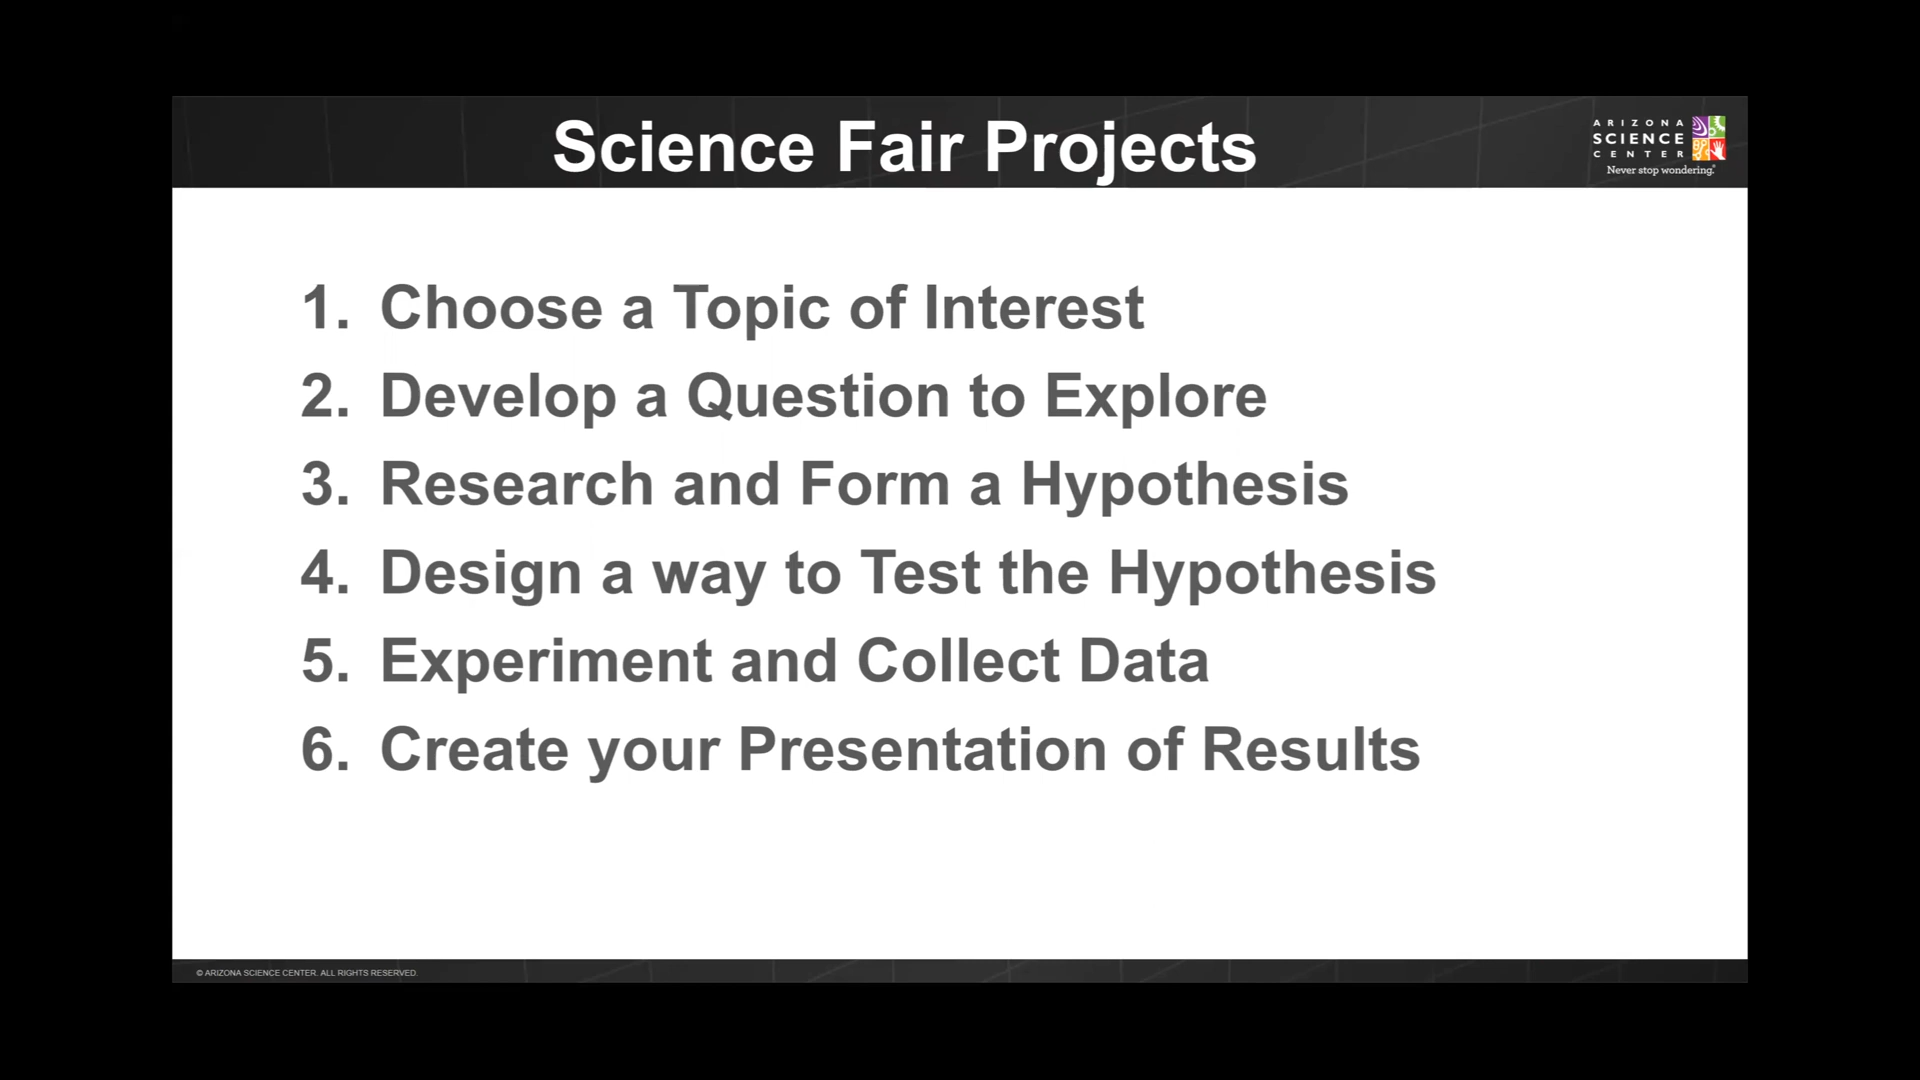 Science Fair Projects
ARIZONA
SCIENCE
CENTER
Never stop wondering.
1. Choose a Topic of Interest
2. Develop a Question to Explore
3. Research and Form a Hypothesis
4. Design a way to Test the Hypothesis
5. Experiment and Collect Data
6. Create your Presentation of Results
© ARIZONA SCIENCE CENTER. ALL RIGHTS RESERVED.